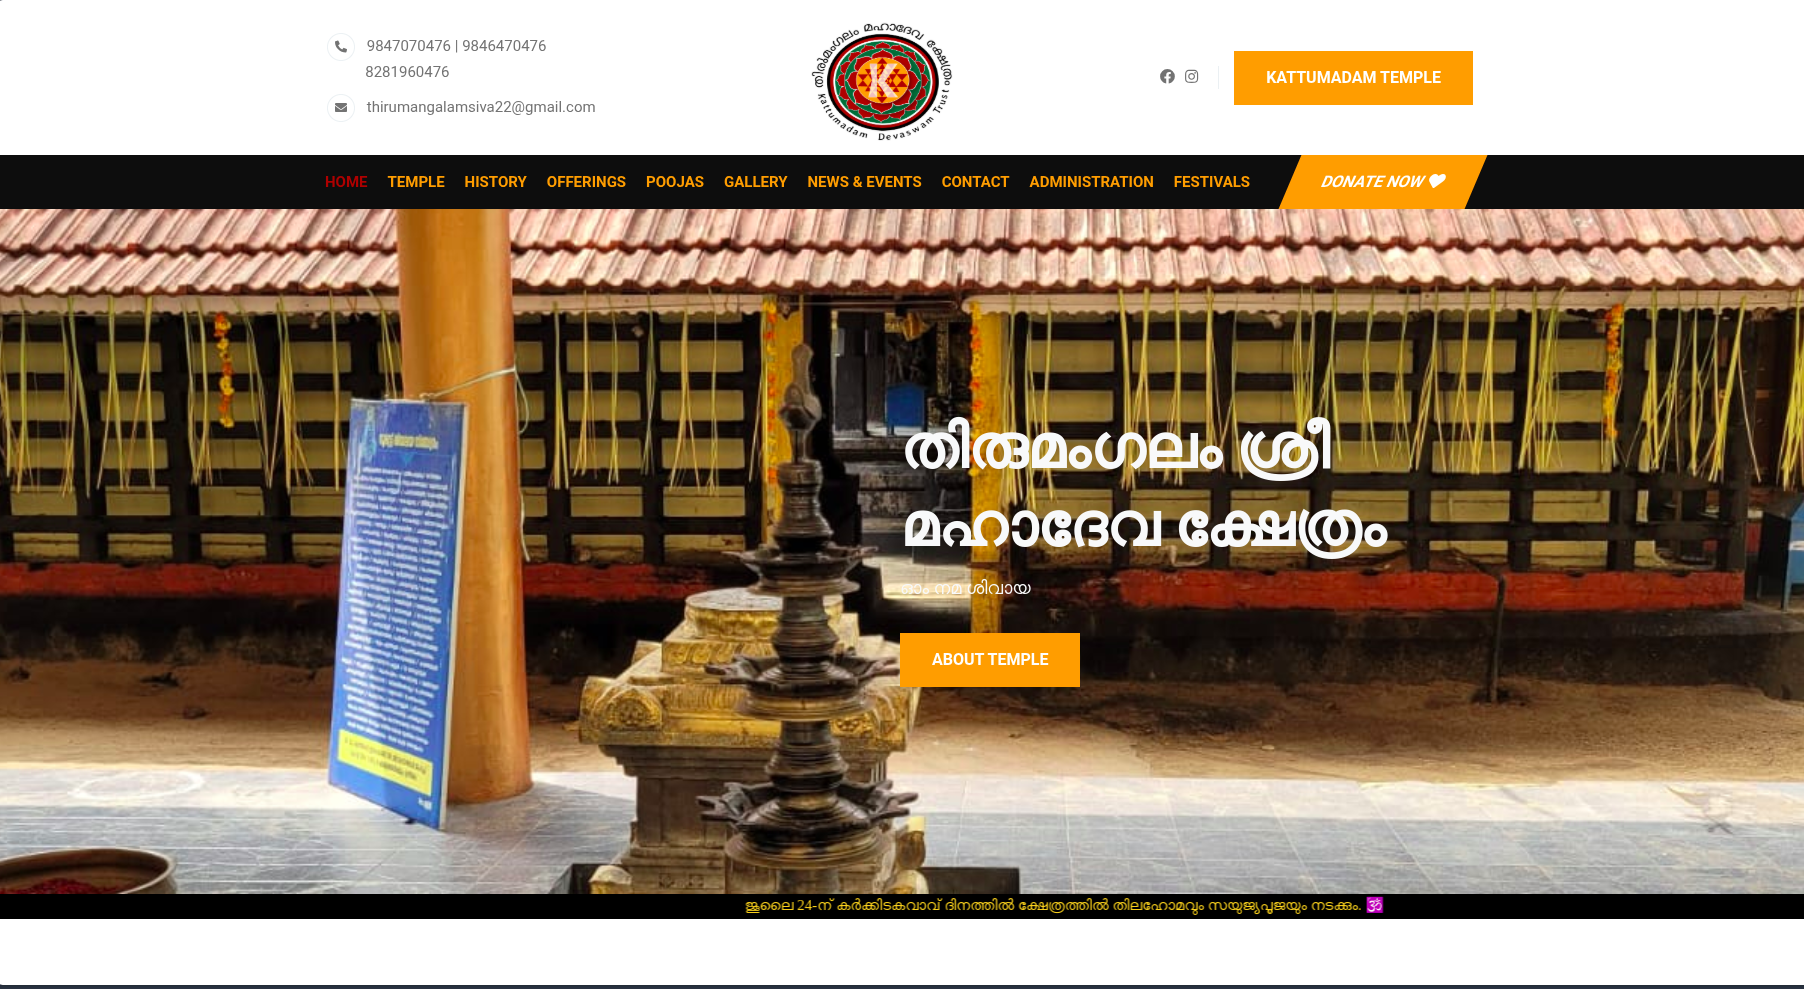 9847070476 | 9846470476
8281960476
thirumangalamsiva22@gmail.com
തിരുമംഗലം മഹാദേവ ക്ഷേത്രം
K
Kattumadam Devaswam Trust
KATTUMADAM TEMPLE
HOME TEMPLE HISTORY OFFERINGS POOJAS GALLERY NEWS & EVENTS CONTACT ADMINISTRATION FESTIVALS DONATE NOW
തിരുമംഗലം ശ്രീ
മഹാദേവ ക്ഷേത്രം
ഓം നമ ശിവായ
ABOUT TEMPLE
ജൂലൈ 24-ന് കർക്കിടകവാവ് ദിനത്തിൽ ക്ഷേത്രത്തിൽ തിലഹോമവും സയുജ്യപൂജയും നടക്കും. 🕉